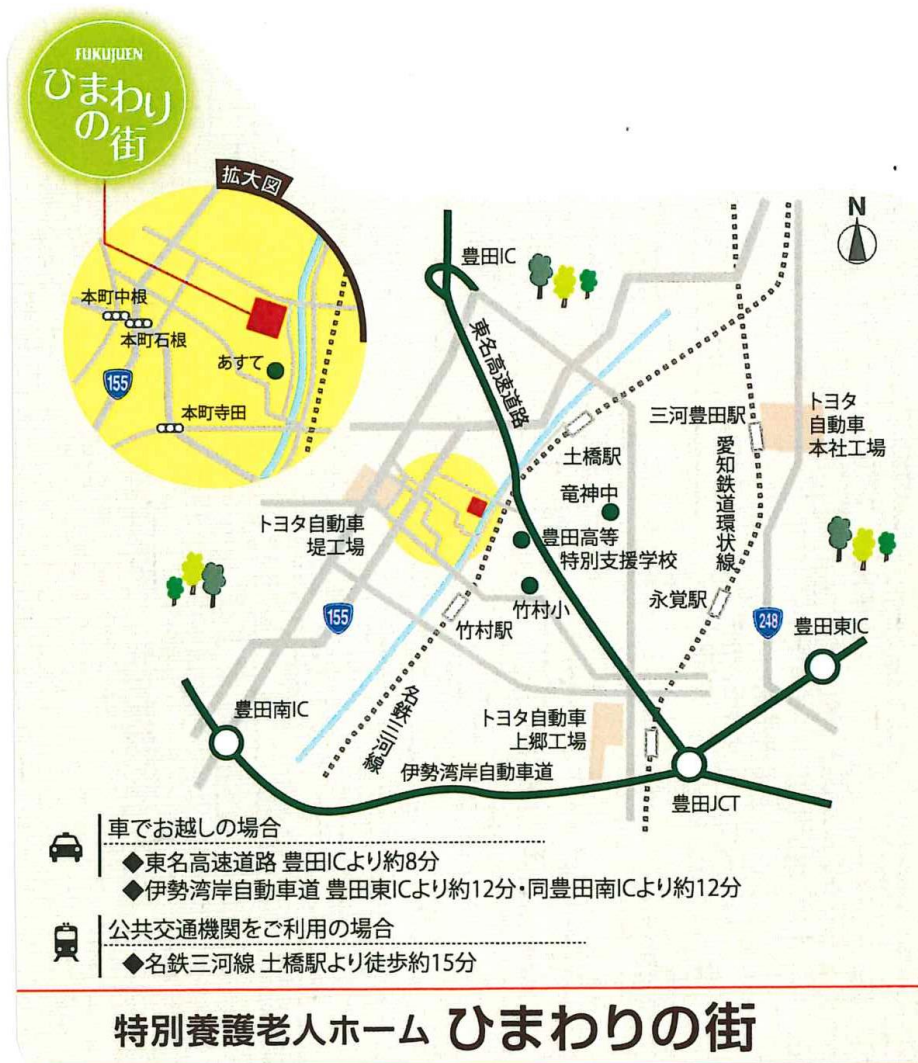 FUKUJUEN
ひまわり
の街
拡大図
本町中根
本町石根
あすて
155
本町寺田
N
豊田IC
東名高速道路
土橋駅
三河豊田駅
トヨタ
自動車
本社工場
愛知鉄道環状線
竜神中
トヨタ自動車
堤工場
豊田高等
特別支援学校
竹村小
永覚駅
155
竹村駅
248
豊田東IC
名鉄三河線
豊田南IC
トヨタ自動車
上郷工場
伊勢湾岸自動車道
豊田JCT
車でお越しの場合
◆東名高速道路 豊田ICより約8分
◆伊勢湾岸自動車道 豊田東ICより約12分・同豊田南ICより約12分
公共交通機関をご利用の場合
◆名鉄三河線 土橋駅より徒歩約15分
特別養護老人ホーム ひまわりの街